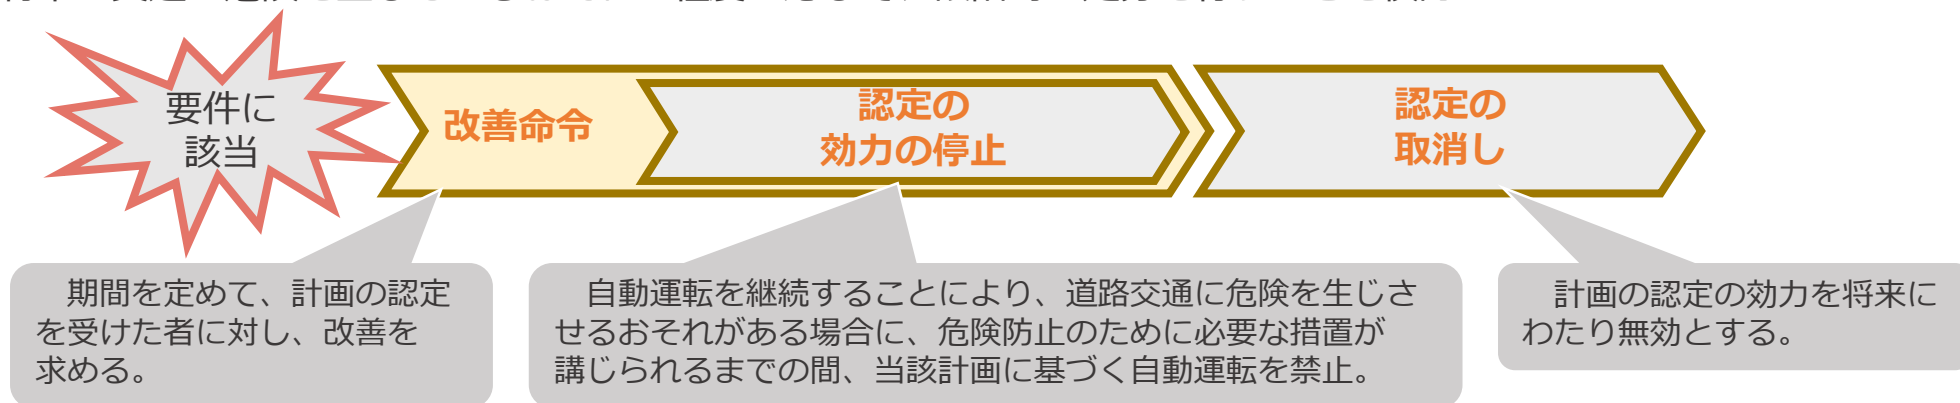 要件に
該当
改善命令
認定の
効力の停止
認定の
取消し
期間を定めて、計画の認定
を受けた者に対し、改善を
求める。
自動運転を継続することにより、道路交通に危険を生じさ
せるおそれがある場合に、危険防止のために必要な措置が
講じられるまでの間、当該計画に基づく自動運転を禁止。
計画の認定の効力を将来に
わたり無効とする。